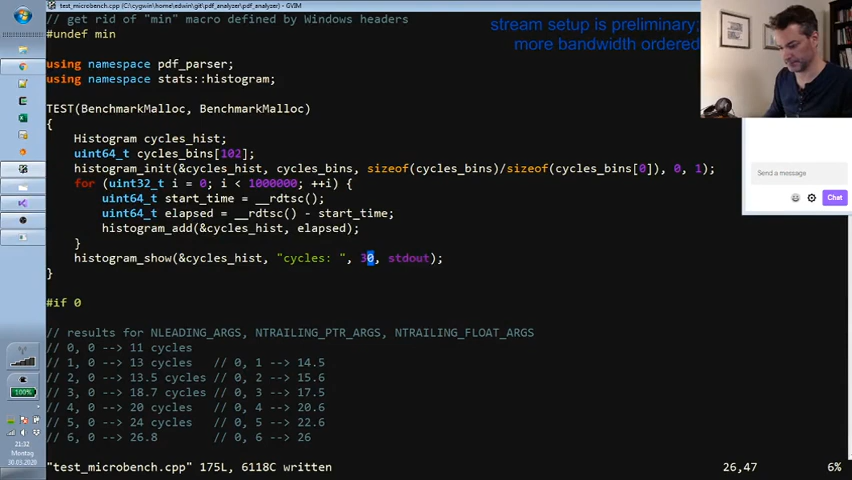 test_microbench.cpp (C:\cygwin\home\edwin\git\pdf_analyzer\pdf_analyzer) - GVIM
// get rid of "min" macro defined by Windows headers
#undef min
stream setup is preliminary;
more bandwidth ordered
using namespace pdf_parser;
using namespace stats::histogram;
TEST(BenchmarkMalloc, BenchmarkMalloc)
{
Histogram cycles_hist;
uint64_t cycles_bins[102];
histogram_init(&cycles_hist, cycles_bins, sizeof(cycles_bins)/sizeof(cycles_bins[0]), 0, 1);
for (uint32_t i = 0; i < 1000000; ++i) {
uint64_t start_time = __rdtsc();
uint64_t elapsed = __rdtsc() - start_time;
histogram_add(&cycles_hist, elapsed);
}
histogram_show(&cycles_hist, "cycles: ", 30, stdout);
}
#if 0
// results for NLEADING_ARGS, NTRAILING_PTR_ARGS, NTRAILING_FLOAT_ARGS
// 0, 0 --> 11 cycles
// 1, 0 --> 13 cycles   // 0, 1 --> 14.5
// 2, 0 --> 13.5 cycles // 0, 2 --> 15.6
// 3, 0 --> 18.7 cycles // 0, 3 --> 17.5
// 4, 0 --> 20 cycles   // 0, 4 --> 20.6
// 5, 0 --> 24 cycles   // 0, 5 --> 22.6
// 6, 0 --> 26.8        // 0, 6 --> 26
"test_microbench.cpp" 175L, 6118C written
26,47
6%
Send a message
Chat
100%
21:32
Montag
30.03.2020